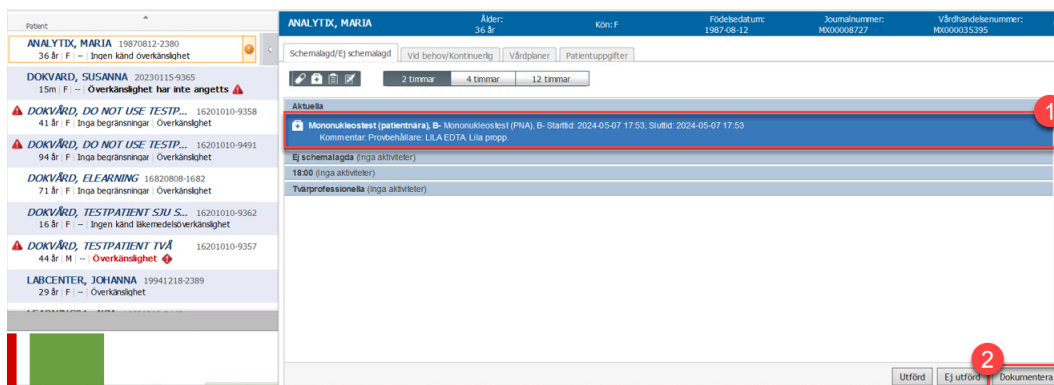 Patient
ANALYTIX, MARIA 19870812-2380
36 år | F | -- | Ingen känd överkänslighet
DOKVARD, SUSANNA 20230115-9365
15m | F | -- | Överkänslighet har inte angetts
DOKVÅRD, DO NOT USE TESTP... 16201010-9358
41 år | F | Inga begränsningar | Överkänslighet
DOKVÅRD, DO NOT USE TESTP... 16201010-9491
94 år | F | Inga begränsningar | Överkänslighet
DOKVÅRD, ELEARNING 16820808-1682
71 år | F | Inga begränsningar | Överkänslighet
DOKVÅRD, TESTPATIENT SJU S... 16201010-9362
16 år | F | -- | Ingen känd läkemedelsöverkänslighet
DOKVÅRD, TESTPATIENT TVÅ 16201010-9357
44 år | M | -- | Överkänslighet
LABCENTER, JOHANNA 19941218-2389
29 år | F | -- | Överkänslighet
ANALYTIX, MARIA
Ålder:
36 år
Kön: F
Födelsedatum:
1987-08-12
Journalnummer:
MX00008727
Vårdhändelsenummer:
MX000035395
Schemalagd/Ej schemalagd Vid behov/Kontinuerlig Vårdplaner Patientuppgifter
2 timmar 4 timmar 12 timmar
Aktuella
1
Mononukleostest (patientnära), B- Mononukleostest (PNA), B- Starttid: 2024-05-07 17:53, Sluttid: 2024-05-07 17:53
Kommentar: Provbehållare: LILA EDTA. Lila propp.
Ej schemalagda (Inga aktiviteter)
18:00 (Inga aktiviteter)
Tvärprofessionella (Inga aktiviteter)
2
Utförd Ej utförd Dokumentera